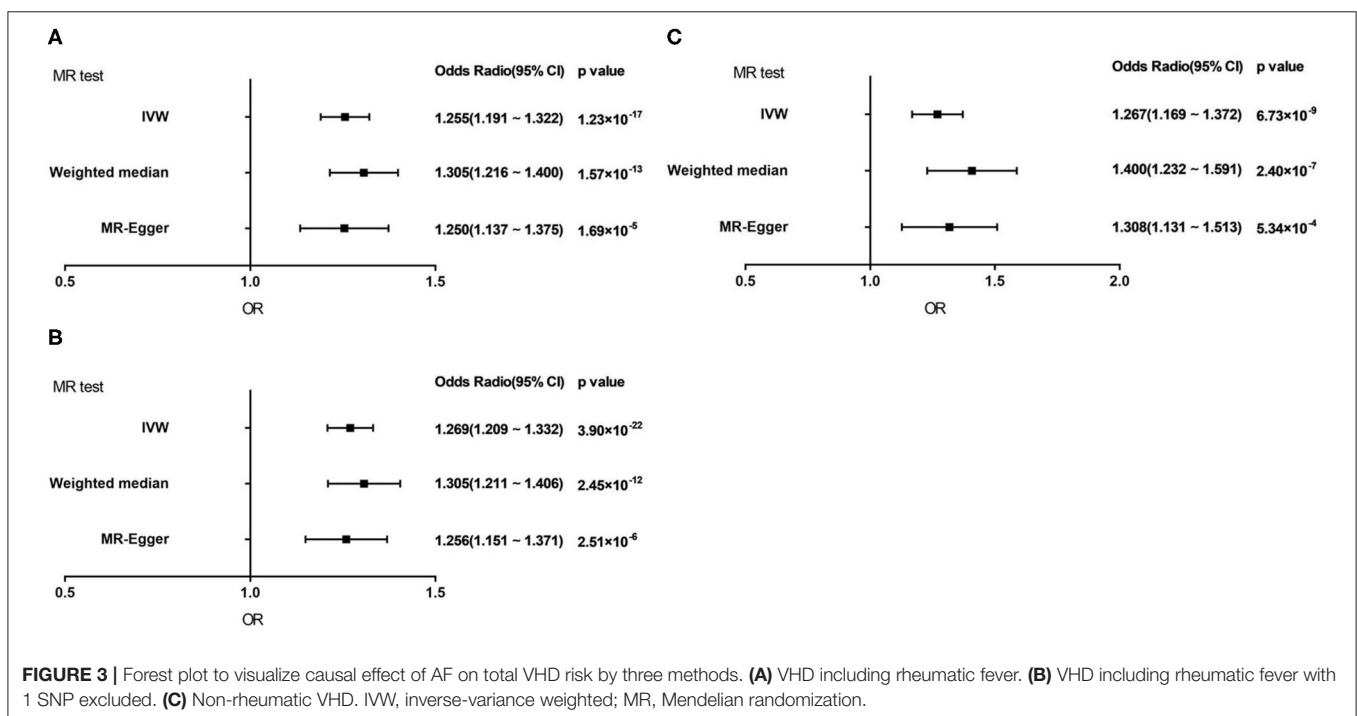 A
MR test
Odds Radio(95% CI) p value
IVW 1.255(1.191 ~ 1.322) 1.23×10⁻¹⁷
Weighted median 1.305(1.216 ~ 1.400) 1.57×10⁻¹³
MR-Egger 1.250(1.137 ~ 1.375) 1.69×10⁻⁵
0.5 1.0 1.5
OR
C
MR test
Odds Radio(95% CI) p value
IVW 1.267(1.169 ~ 1.372) 6.73×10⁻⁹
Weighted median 1.400(1.232 ~ 1.591) 2.40×10⁻⁷
MR-Egger 1.308(1.131 ~ 1.513) 5.34×10⁻⁴
0.5 1.0 1.5 2.0
OR
B
MR test
Odds Radio(95% CI) p value
IVW 1.269(1.209 ~ 1.332) 3.90×10⁻²²
Weighted median 1.305(1.211 ~ 1.406) 2.45×10⁻¹²
MR-Egger 1.256(1.151 ~ 1.371) 2.51×10⁻⁶
0.5 1.0 1.5
OR
FIGURE 3 | Forest plot to visualize causal effect of AF on total VHD risk by three methods. (A) VHD including rheumatic fever. (B) VHD including rheumatic fever with
1 SNP excluded. (C) Non-rheumatic VHD. IVW, inverse-variance weighted; MR, Mendelian randomization.